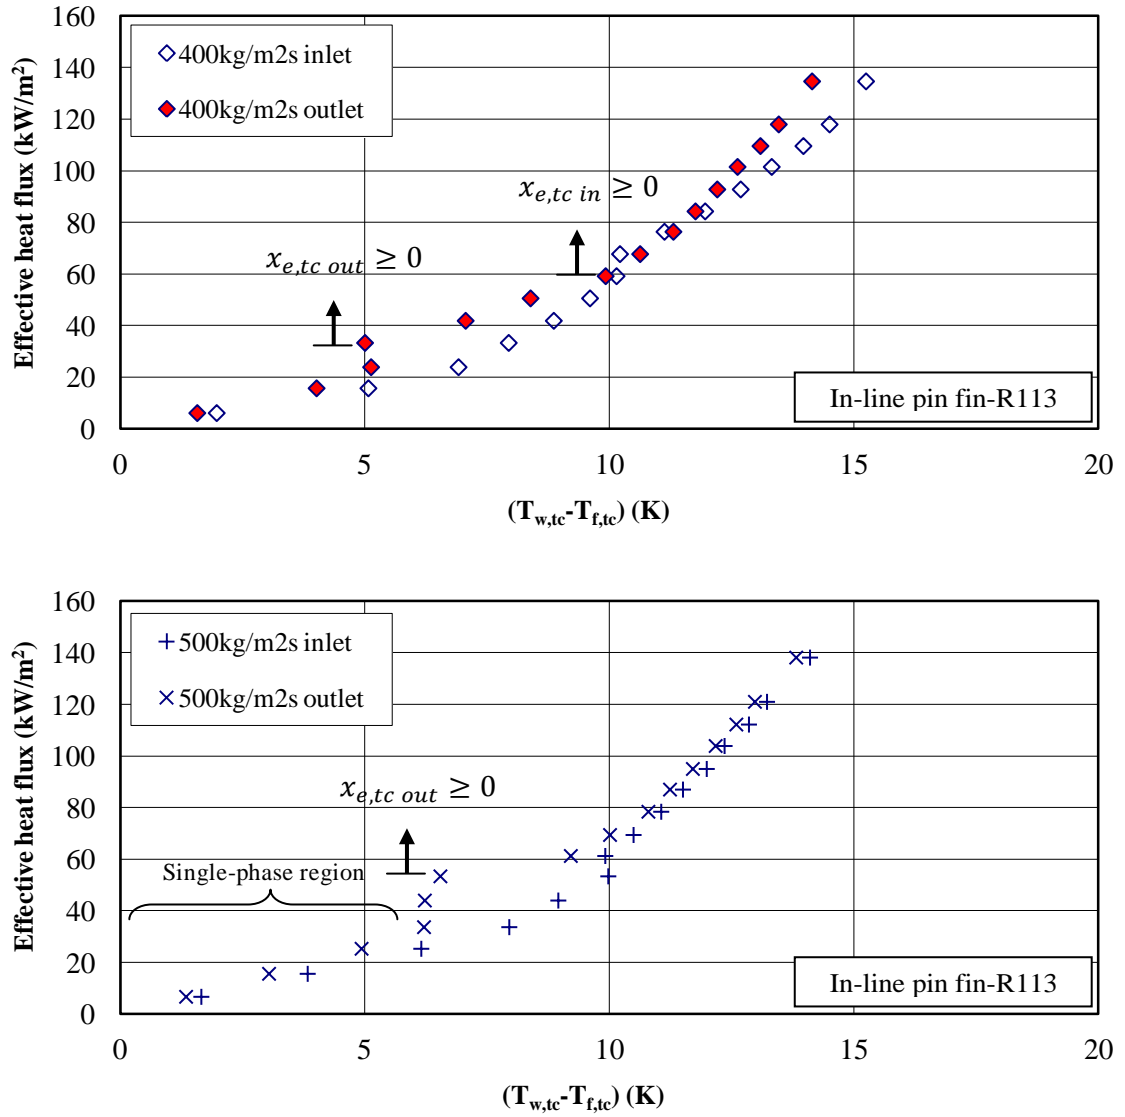 160
140
120
100
80
60
40
20
0
Effective heat flux (kW/m²)
400kg/m2s inlet
400kg/m2s outlet
x_{e,tc in} ≥ 0
x_{e,tc out} ≥ 0
In-line pin fin-R113
0 5 10 15 20
(T_{w,tc}-T_{f,tc}) (K)
160
140
120
100
80
60
40
20
0
Effective heat flux (kW/m²)
500kg/m2s inlet
500kg/m2s outlet
x_{e,tc out} ≥ 0
Single-phase region
In-line pin fin-R113
0 5 10 15 20
(T_{w,tc}-T_{f,tc}) (K)